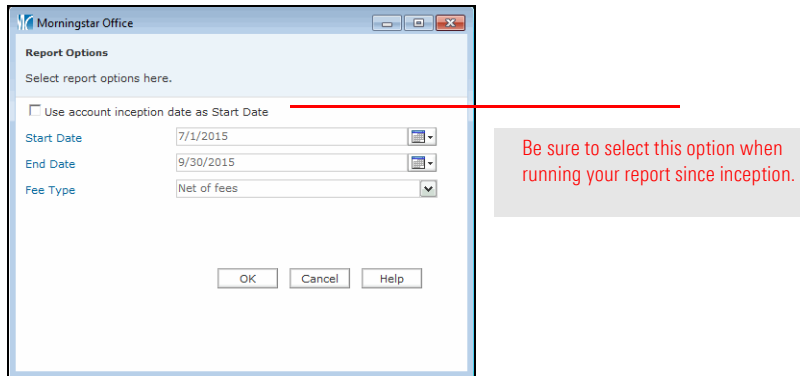 Morningstar Office
Report Options
Select report options here.
Use account inception date as Start Date
Start Date 7/1/2015
End Date 9/30/2015
Fee Type Net of fees
OK Cancel Help
Be sure to select this option when
running your report since inception.